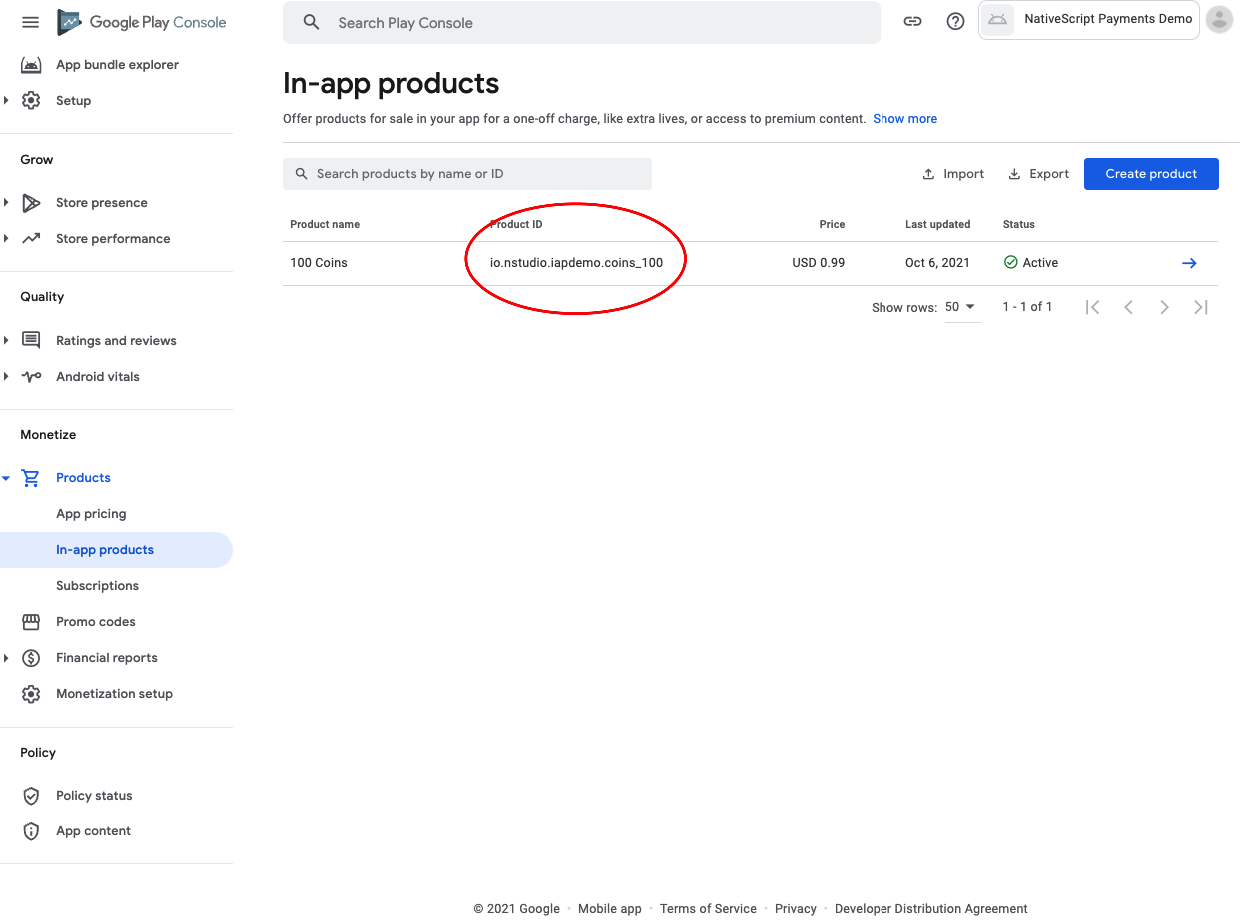 Google Play Console
Search Play Console
NativeScript Payments Demo
App bundle explorer
Setup
Grow
Store presence
Store performance
Quality
Ratings and reviews
Android vitals
Monetize
Products
App pricing
In-app products
Subscriptions
Promo codes
Financial reports
Monetization setup
Policy
Policy status
App content
In-app products
Offer products for sale in your app for a one-off charge, like extra lives, or access to premium content. Show more
Search products by name or ID
Import
Export
Create product
Product name Product ID Price Last updated Status
100 Coins io.nstudio.iapdemo.coins_100 USD 0.99 Oct 6, 2021 Active
Show rows: 50 1 - 1 of 1
© 2021 Google · Mobile app · Terms of Service · Privacy · Developer Distribution Agreement